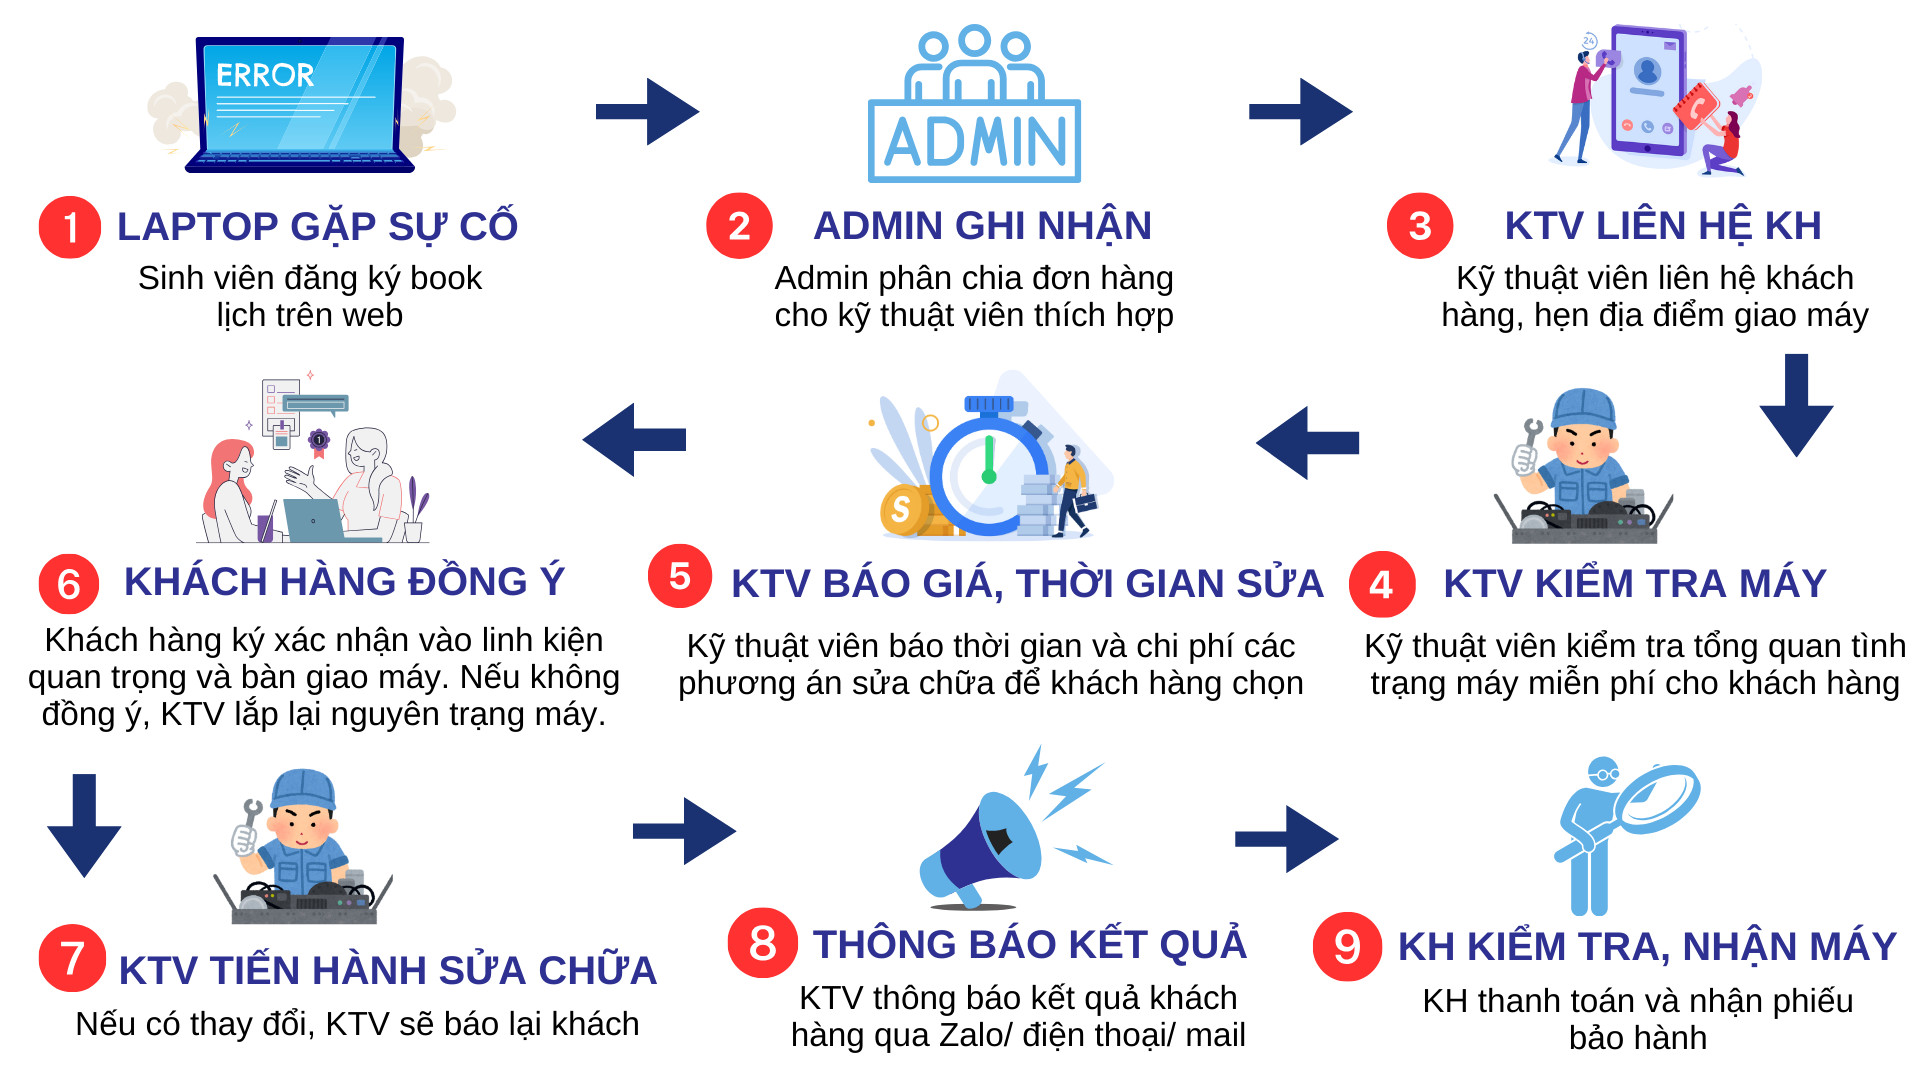 ERROR
ADMIN
24
1
LAPTOP GẶP SỰ CỐ
Sinh viên đăng ký book
lịch trên web
2
ADMIN GHI NHẬN
Admin phân chia đơn hàng
cho kỹ thuật viên thích hợp
3
KTV LIÊN HỆ KH
Kỹ thuật viên liên hệ khách
hàng, hẹn địa điểm giao máy
1
S
6
KHÁCH HÀNG ĐỒNG Ý
Khách hàng ký xác nhận vào linh kiện
quan trọng và bàn giao máy. Nếu không
đồng ý, KTV lắp lại nguyên trạng máy.
5
KTV BÁO GIÁ, THỜI GIAN SỬA
Kỹ thuật viên báo thời gian và chi phí các
phương án sửa chữa để khách hàng chọn
4
KTV KIỂM TRA MÁY
Kỹ thuật viên kiểm tra tổng quan tình
trạng máy miễn phí cho khách hàng
7
KTV TIẾN HÀNH SỬA CHỮA
Nếu có thay đổi, KTV sẽ báo lại khách
8
THÔNG BÁO KẾT QUẢ
KTV thông báo kết quả khách
hàng qua Zalo/ điện thoại/ mail
9
KH KIỂM TRA, NHẬN MÁY
KH thanh toán và nhận phiếu
bảo hành